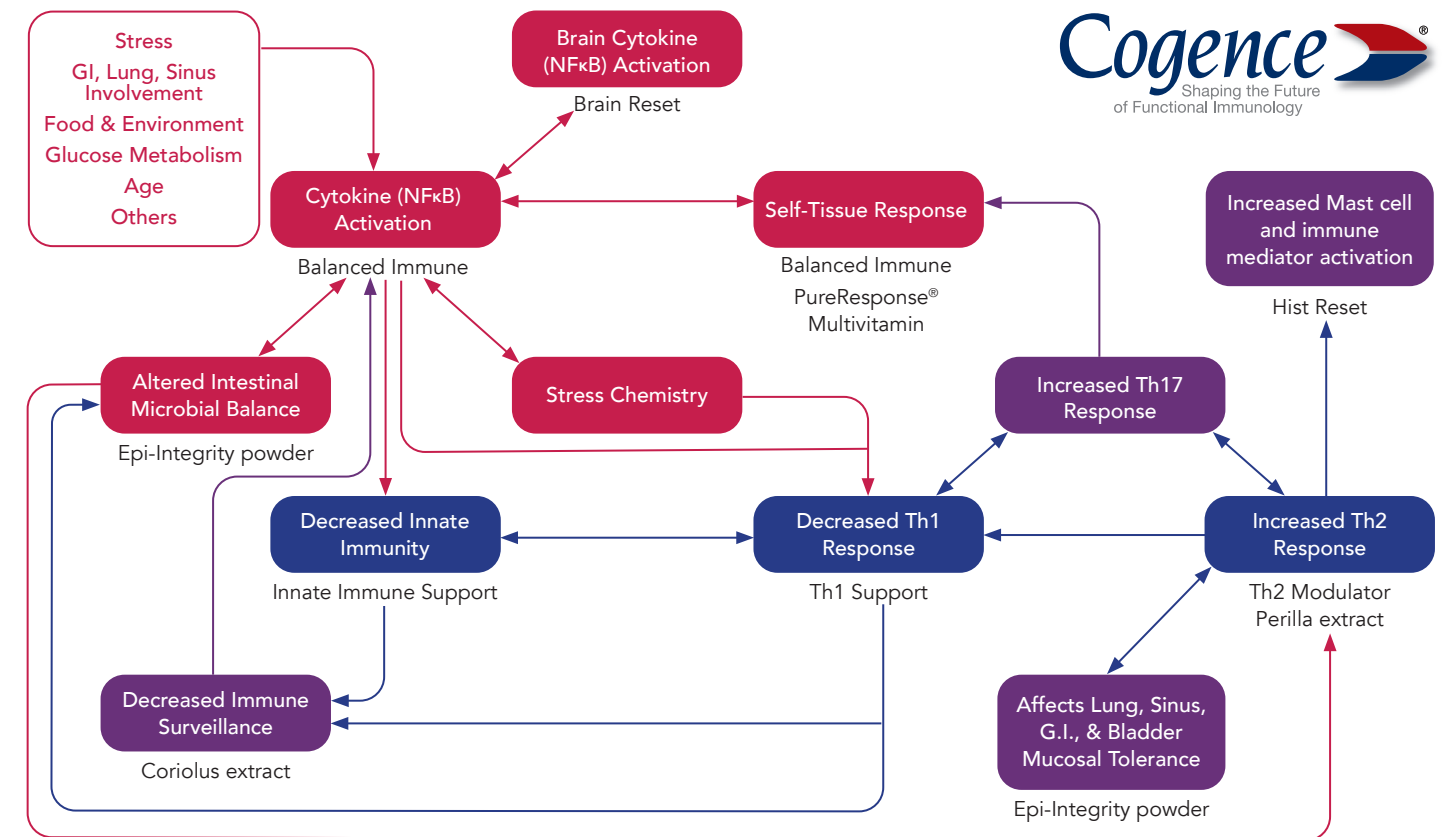 Stress
GI, Lung, Sinus
Involvement
Food & Environment
Glucose Metabolism
Age
Others
Brain Cytokine
(NFκB) Activation
Brain Reset
Cogence®
Shaping the Future
of Functional Immunology
Cytokine (NFκB)
Activation
Balanced Immune
Self-Tissue Response
Balanced Immune
PureResponse®
Multivitamin
Increased Mast cell
and immune
mediator activation
Hist Reset
Altered Intestinal
Microbial Balance
Epi-Integrity powder
Stress Chemistry
Increased Th17
Response
Decreased Innate
Immunity
Innate Immune Support
Decreased Th1
Response
Th1 Support
Increased Th2
Response
Th2 Modulator
Perilla extract
Decreased Immune
Surveillance
Coriolus extract
Affects Lung, Sinus,
G.I., & Bladder
Mucosal Tolerance
Epi-Integrity powder